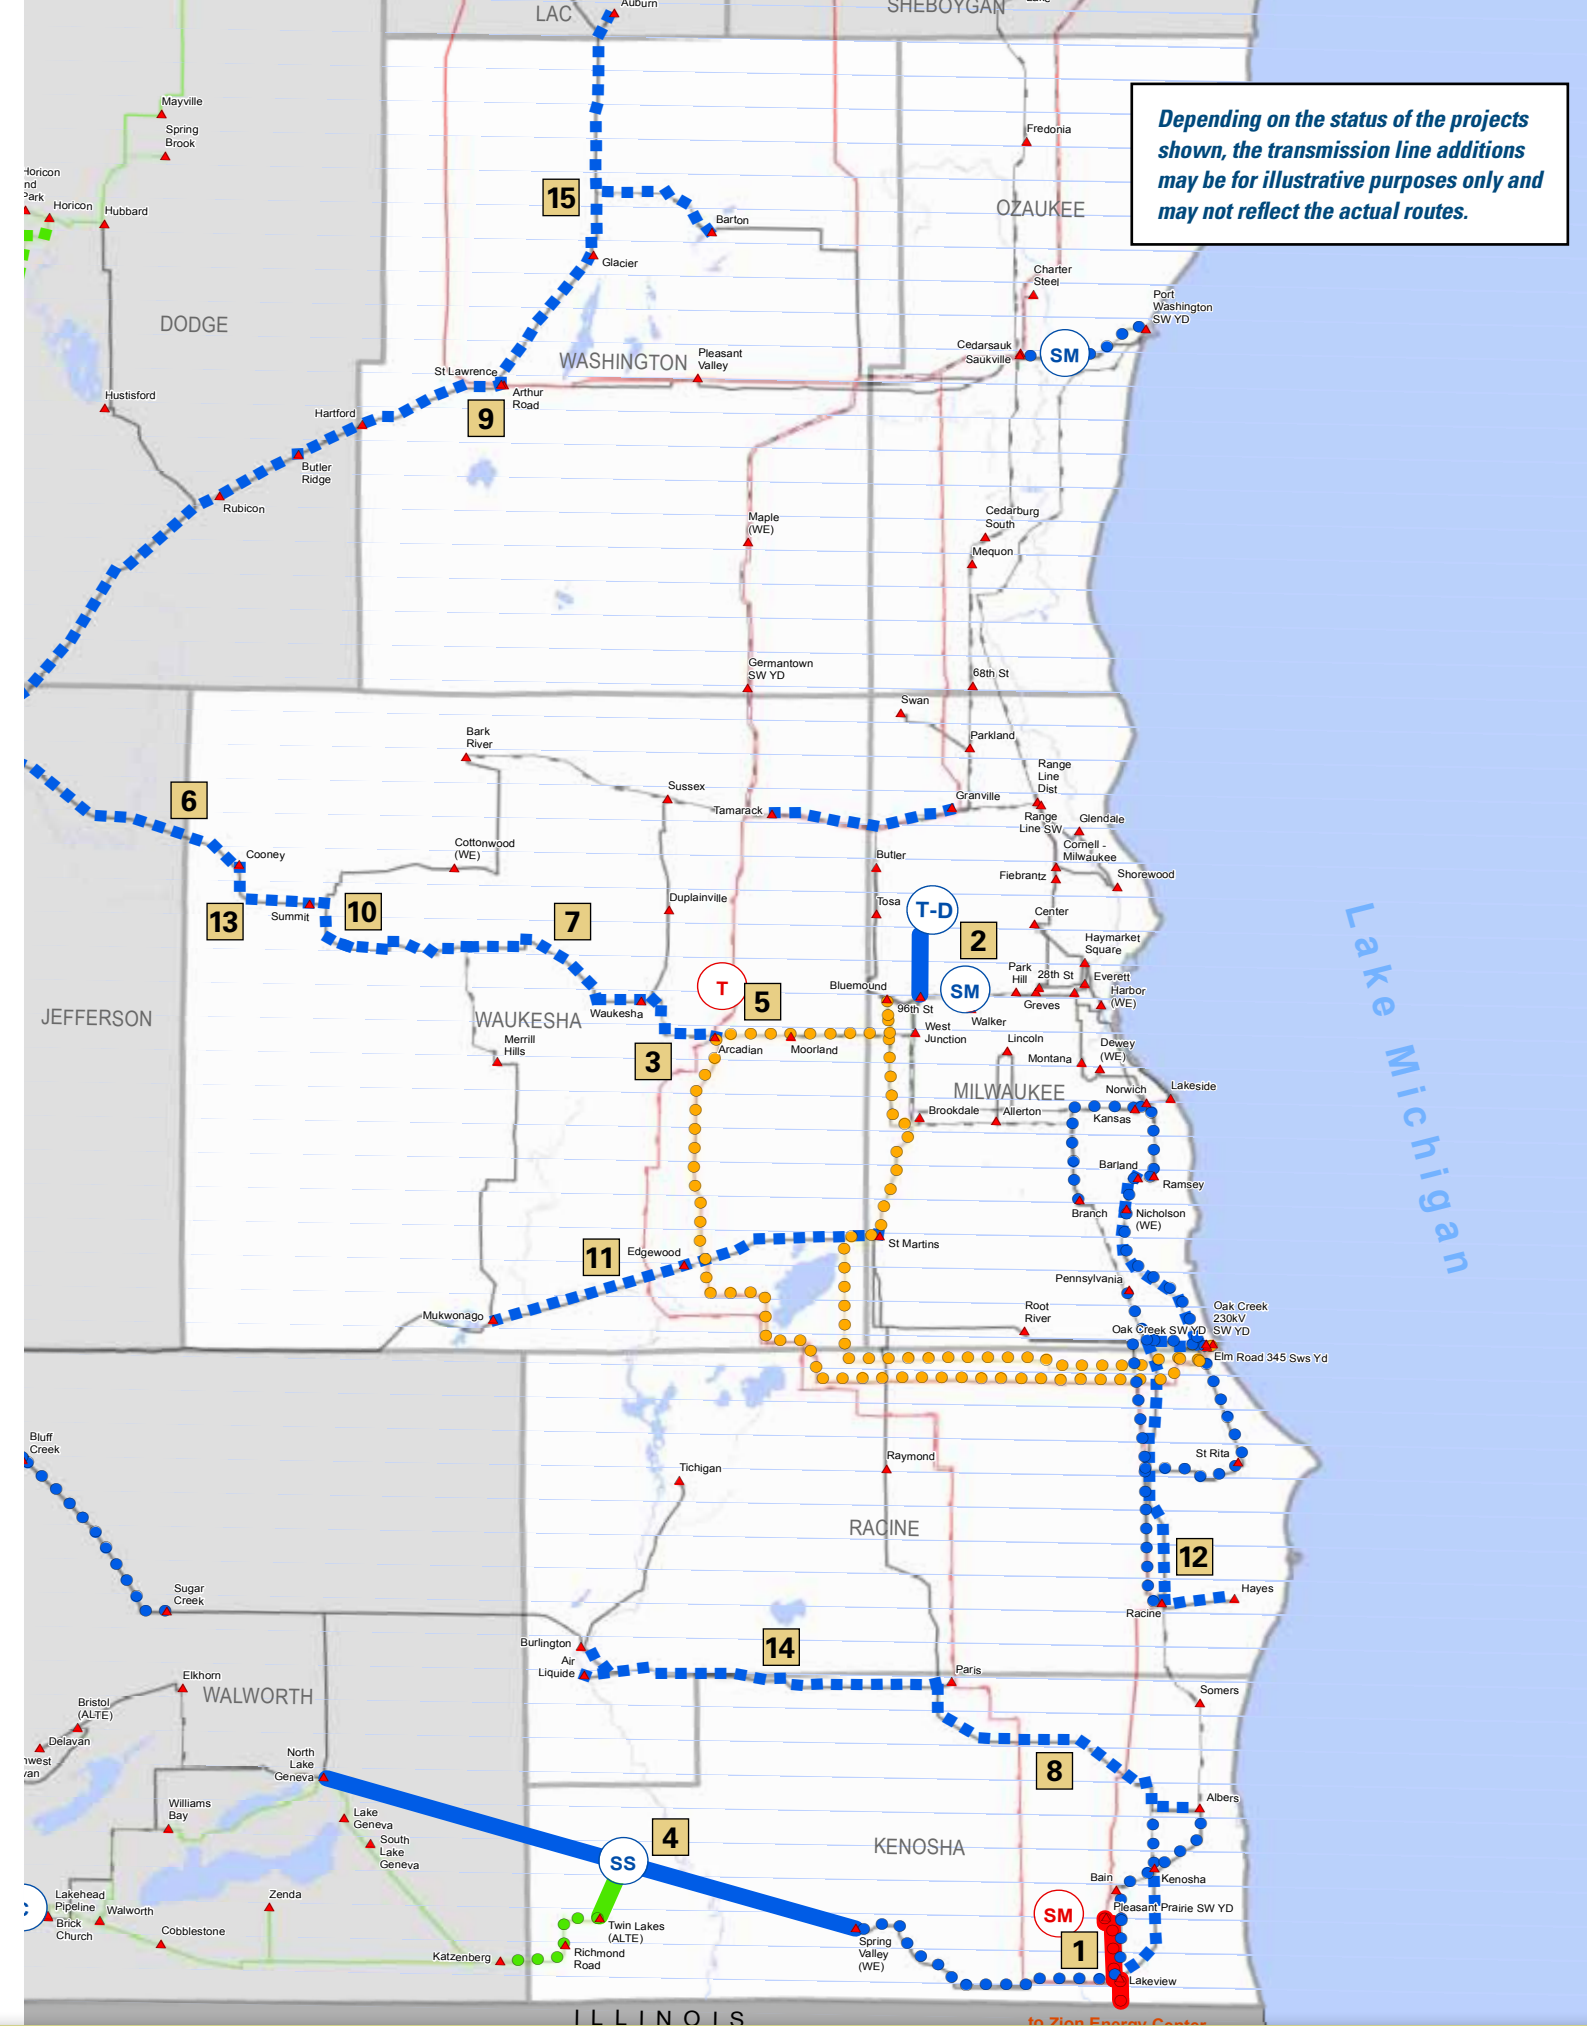 LAC
Auburn
SHEBOYGAN
Depending on the status of the projects
shown, the transmission line additions
may be for illustrative purposes only and
may not reflect the actual routes.
Mayville
Spring
Brook
Fredonia
Horicon
Park
Horicon
Hubbard
15
Barton
OZAUKEE
Glacier
Charter
Steel
Port
Washington
SW YD
DODGE
Cedarsauk
Saukville
SM
WASHINGTON
Pleasant
Valley
St Lawrence
Arthur
Road
Hustisford
Hartford
9
Butler
Ridge
Rubicon
Maple
(WE)
Cedarburg
South
Mequon
Germantown
SW YD
68th St
Swan
Bark
River
Parkland
Range
Line
Dist
6
Sussex
Granville
Tamarack
Range
Line SW
Glendale
Cooney
Cottonwood
(WE)
Butler
Cornell -
Milwaukee
Fiebrantz
Shorewood
Summit
13
10
7
Duplainville
Tosa
T-D
Center
2
Haymarket
Square
Lake Michigan
T
5
Bluemound
SM
Park
Hill
28th St
Everett
Harbor
(WE)
Greves
JEFFERSON
WAUKESHA
Waukesha
96th St
Walker
West
Junction
Merrill
Hills
3
Arcadian
Moorland
Lincoln
Dewey
(WE)
Montana
MILWAUKEE
Norwich
Lakeside
Brookdale
Allerton
Kansas
Barland
Ramsey
Branch
Nicholson
(WE)
11
Edgewood
St Martins
Pennsylvania
Mukwonago
Root
River
Oak Creek
230kV
SW YD
Oak Creek SW YD
Elm Road 345 Sws Yd
Bluff
Creek
Tichigan
Raymond
St Rita
RACINE
12
Sugar
Creek
Hayes
Racine
Burlington
14
Air
Liquide
Paris
Elkhorn
WALWORTH
Somers
Bristol
(ALTE)
Delavan
North
Lake
Geneva
8
Williams
Bay
Lake
Geneva
Albers
South
Lake
Geneva
4
SS
KENOSHA
Bain
Kenosha
Lakehead
Pipeline
Brick
Church
Walworth
Zenda
Cobblestone
Pleasant Prairie SW YD
SM
Twin Lakes
(ALTE)
Richmond
Road
Katzenberg
Spring
Valley
(WE)
1
Lakeview
ILLINOIS
to Zion Energy Center